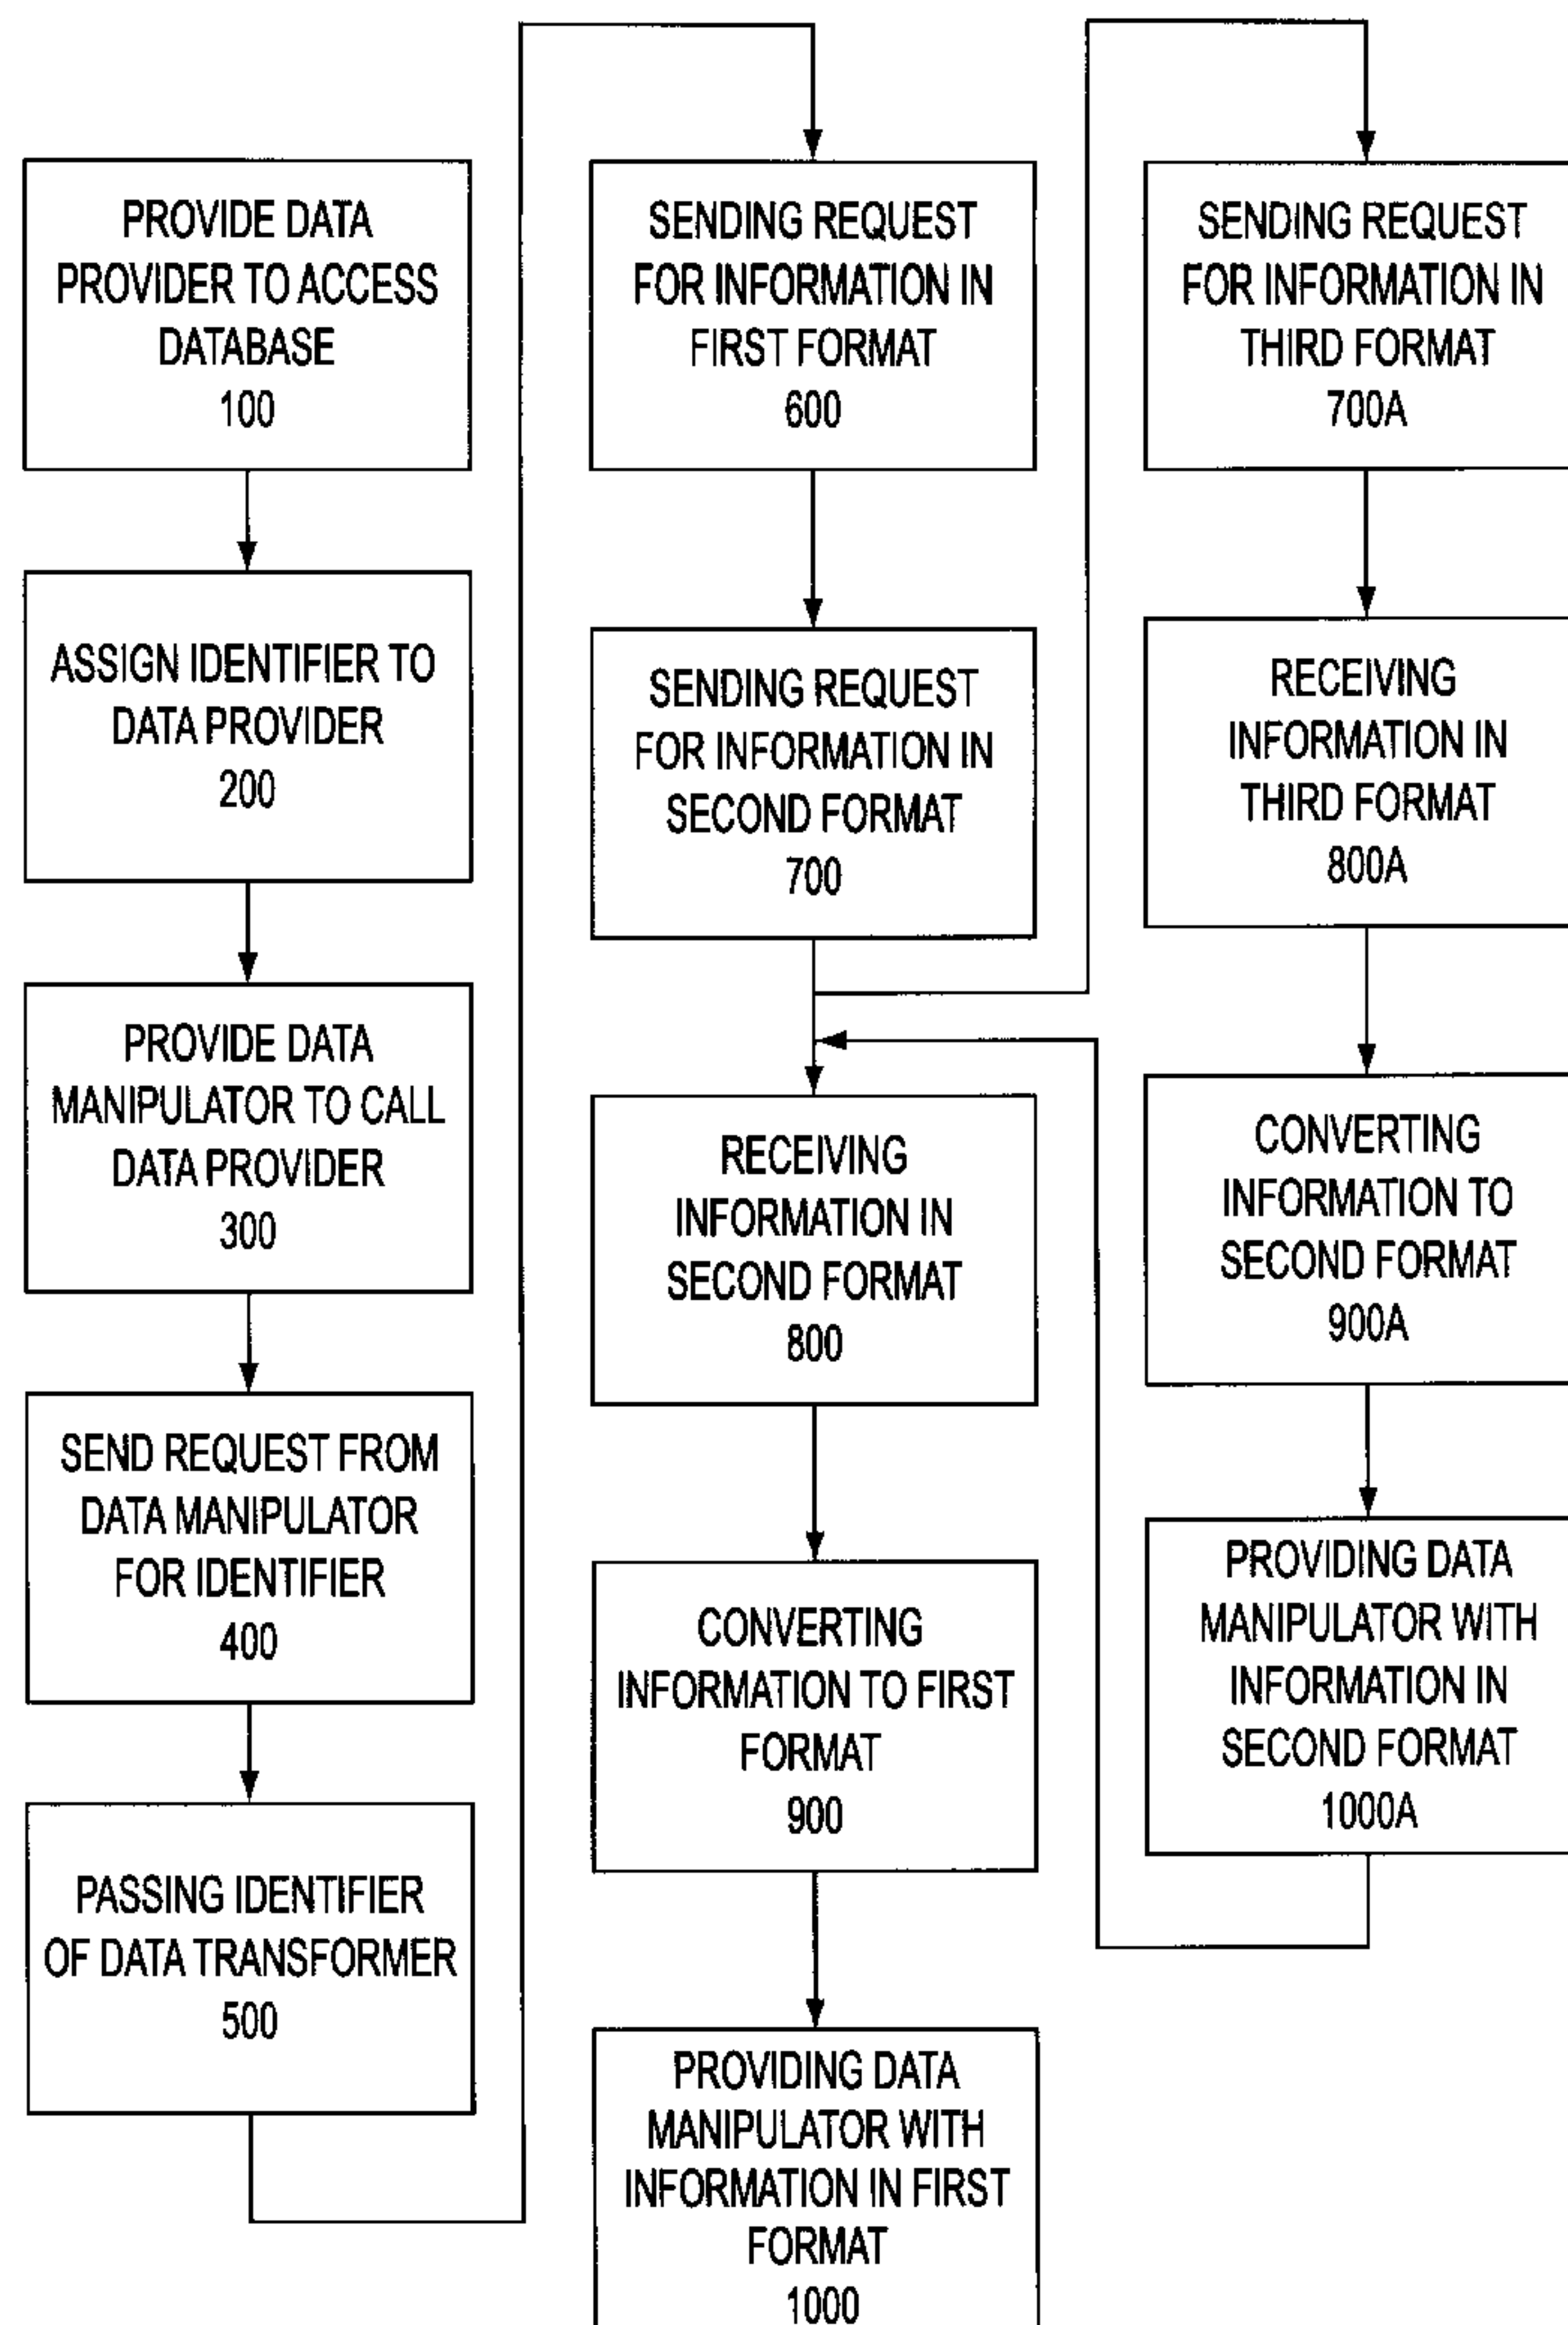 PROVIDE DATA
PROVIDER TO ACCESS
DATABASE
100
ASSIGN IDENTIFIER TO
DATA PROVIDER
200
PROVIDE DATA
MANIPULATOR TO CALL
DATA PROVIDER
300
SEND REQUEST FROM
DATA MANIPULATOR
FOR IDENTIFIER
400
PASSING IDENTIFIER
OF DATA TRANSFORMER
500
SENDING REQUEST
FOR INFORMATION IN
FIRST FORMAT
600
SENDING REQUEST
FOR INFORMATION IN
SECOND FORMAT
700
RECEIVING
INFORMATION IN
SECOND FORMAT
800
CONVERTING
INFORMATION TO FIRST
FORMAT
900
PROVIDING DATA
MANIPULATOR WITH
INFORMATION IN FIRST
FORMAT
1000
SENDING REQUEST
FOR INFORMATION IN
THIRD FORMAT
700A
RECEIVING
INFORMATION IN
THIRD FORMAT
800A
CONVERTING
INFORMATION TO
SECOND FORMAT
900A
PROVIDING DATA
MANIPULATOR WITH
INFORMATION IN
SECOND FORMAT
1000A